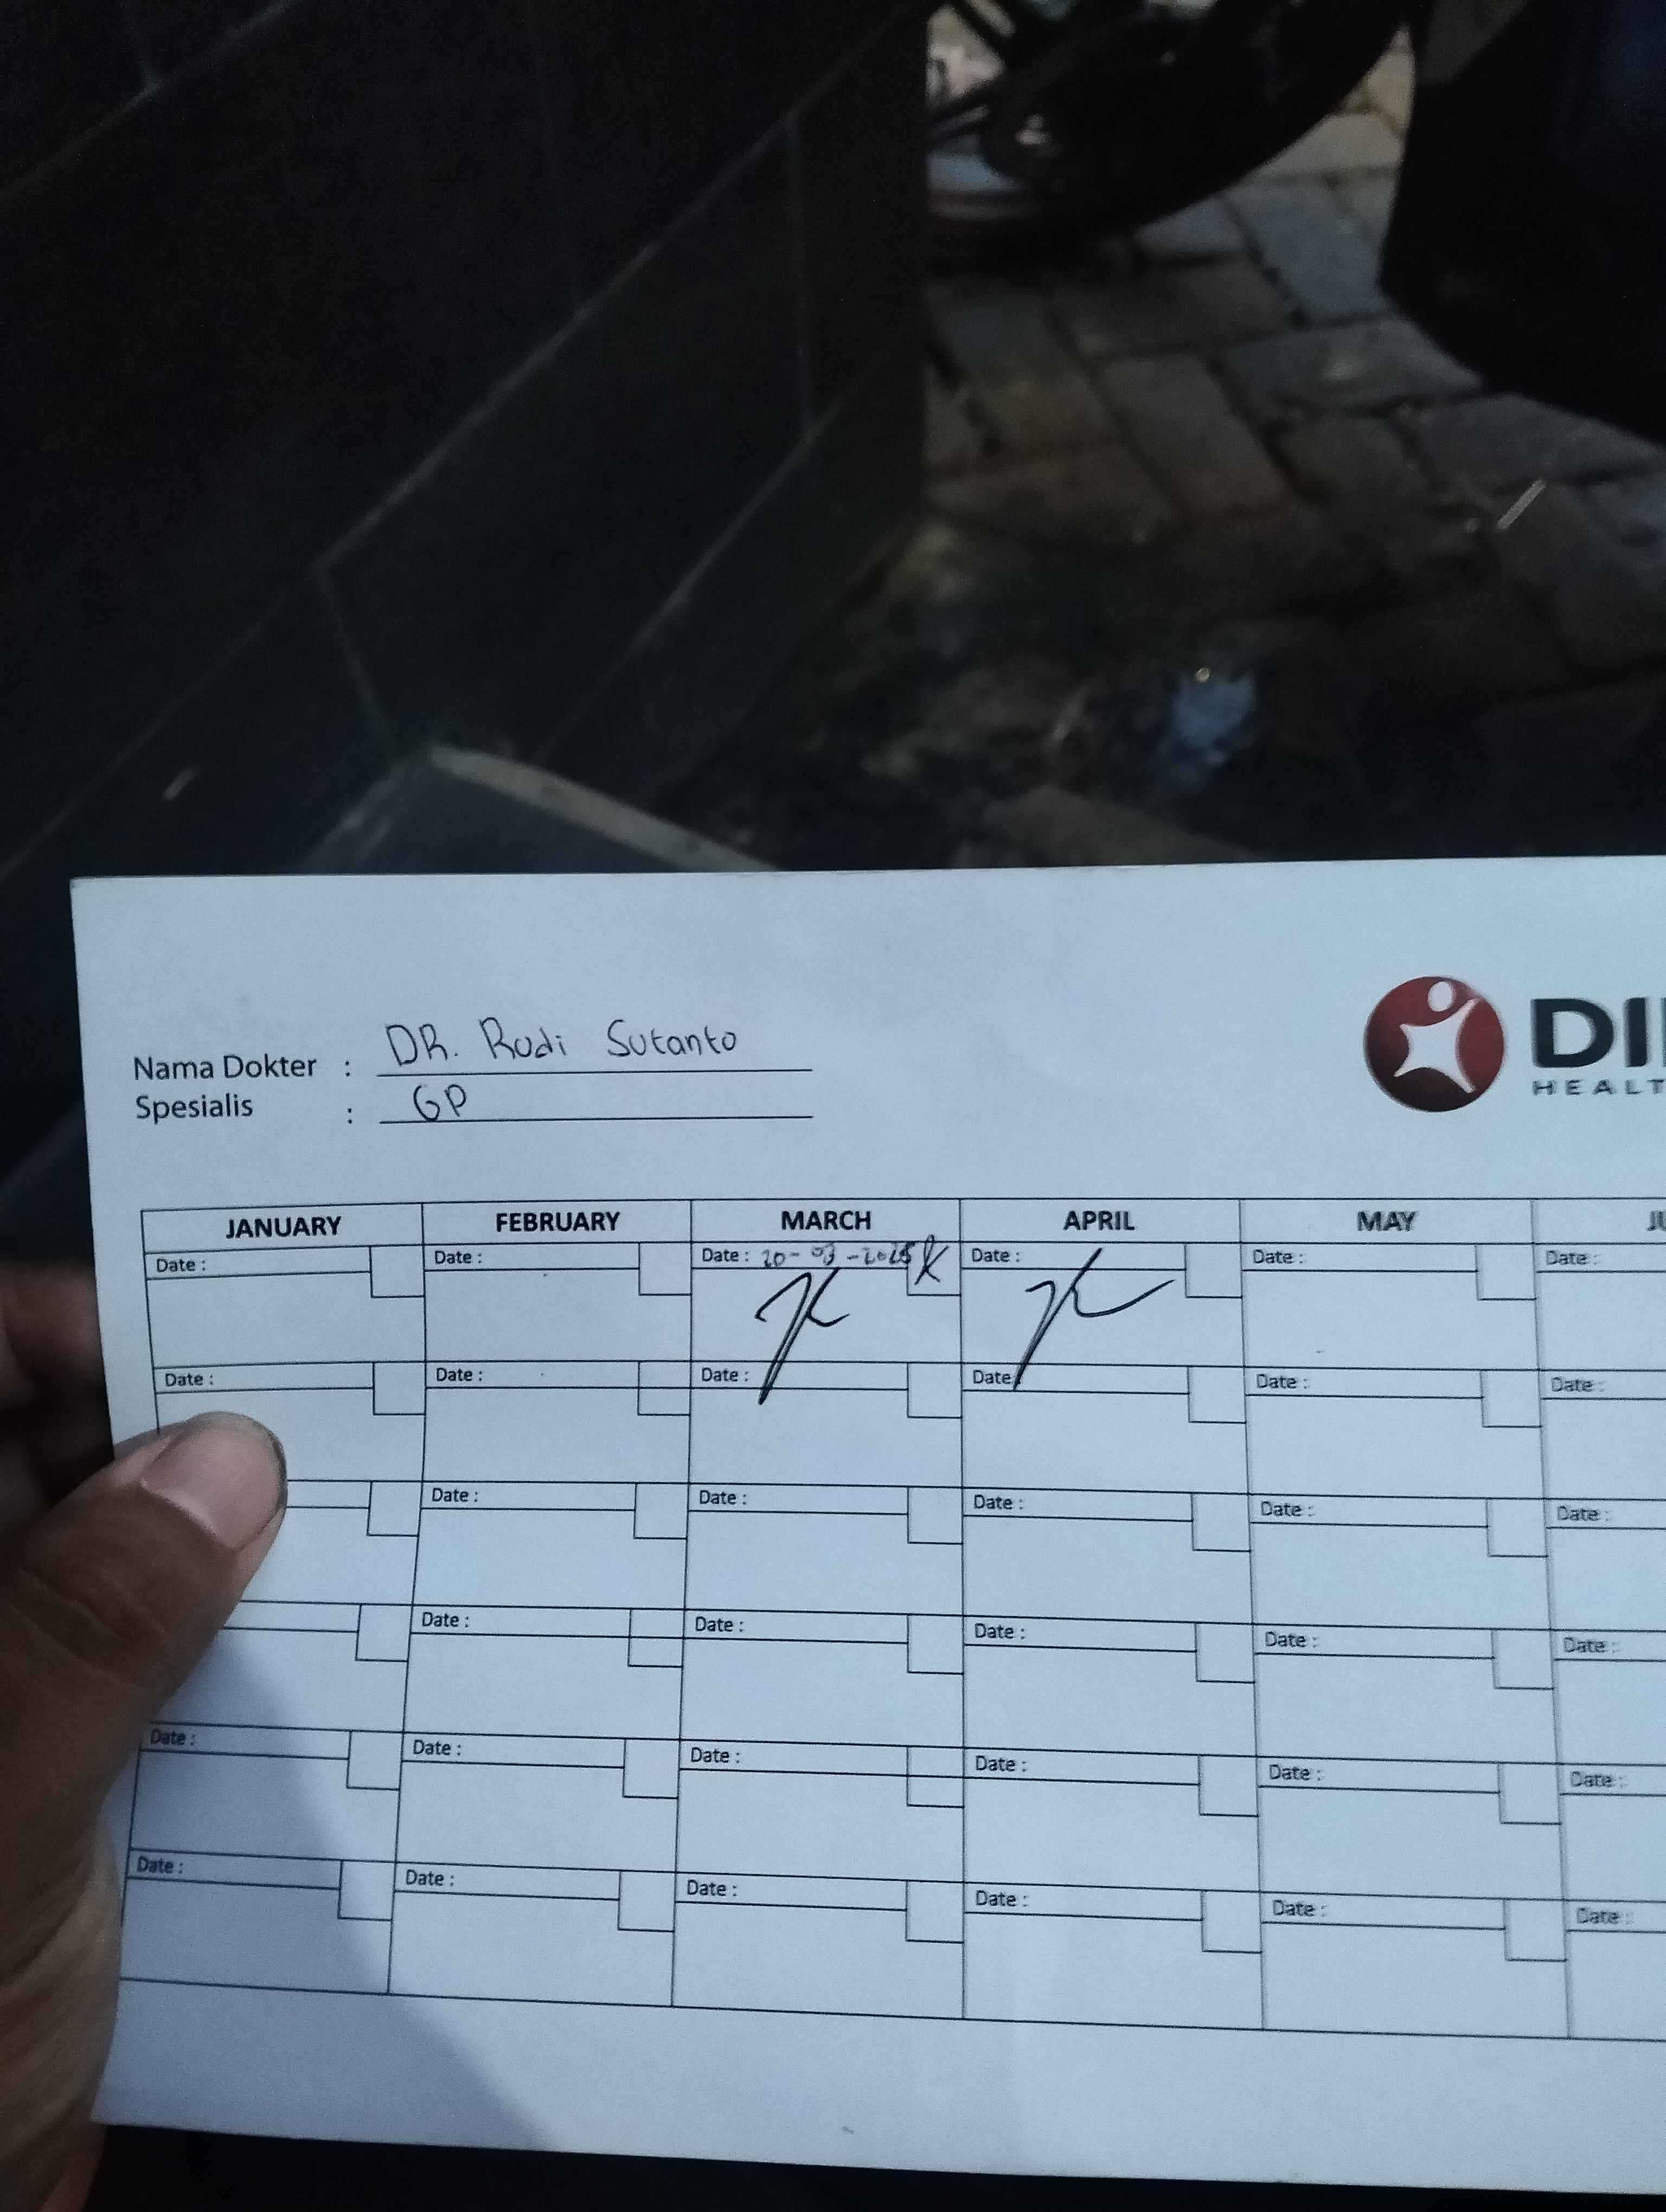 Nama Dokter : DR. Rudi Sutanto
Spesialis : GP
DI
HEALT
JANUARY FEBRUARY MARCH APRIL MAY JU
Date : Date : Date : 20-03-2025 Date : Date : Date :
Date : Date : Date : Date Date : Date :
Date : Date : Date : Date : Date :
Date : Date : Date : Date : Date :
Date : Date : Date : Date : Date : Date :
Date : Date : Date : Date : Date : Date :